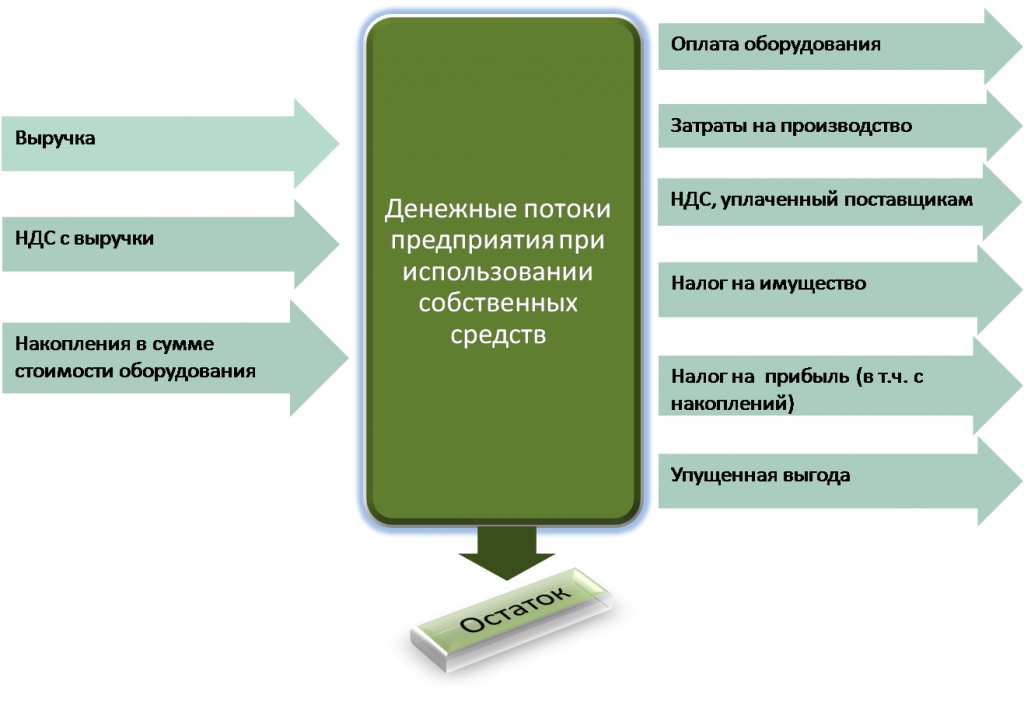 Выручка
НДС с выручки
Накопления в сумме
стоимости оборудования
Денежные потоки
предприятия при
использовании
собственных
средств
Оплата оборудования
Затраты на производство
НДС, уплаченный поставщикам
Налог на имущество
Налог на прибыль (в т.ч. с
накоплений)
Упущенная выгода
Остаток